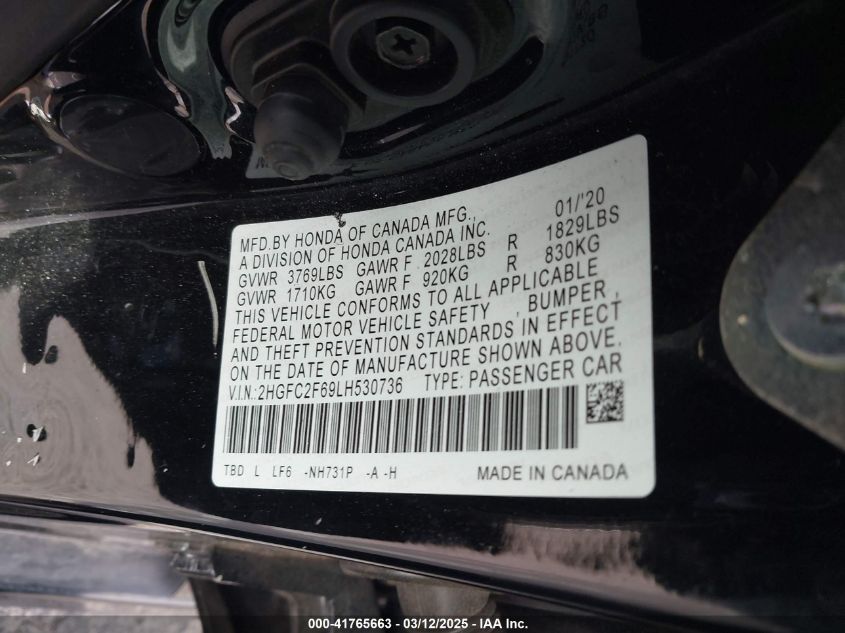 MFD.BY HONDA OF CANADA MFG., 01/'20
A DIVISION OF HONDA CANADA INC.
GVWR 3769LBS GAWR F 2028LBS R 1829LBS
GVWR 1710KG GAWR F 920KG R 830KG
THIS VEHICLE CONFORMS TO ALL APPLICABLE
FEDERAL MOTOR VEHICLE SAFETY , BUMPER ,
AND THEFT PREVENTION STANDARDS IN EFFECT
ON THE DATE OF MANUFACTURE SHOWN ABOVE.
V.I.N.:2HGFC2F69LH530736 TYPE: PASSENGER CAR
TBD L LF6 -NH731P -A -H MADE IN CANADA
000-41765663 - 03/12/2025 - IAA Inc.